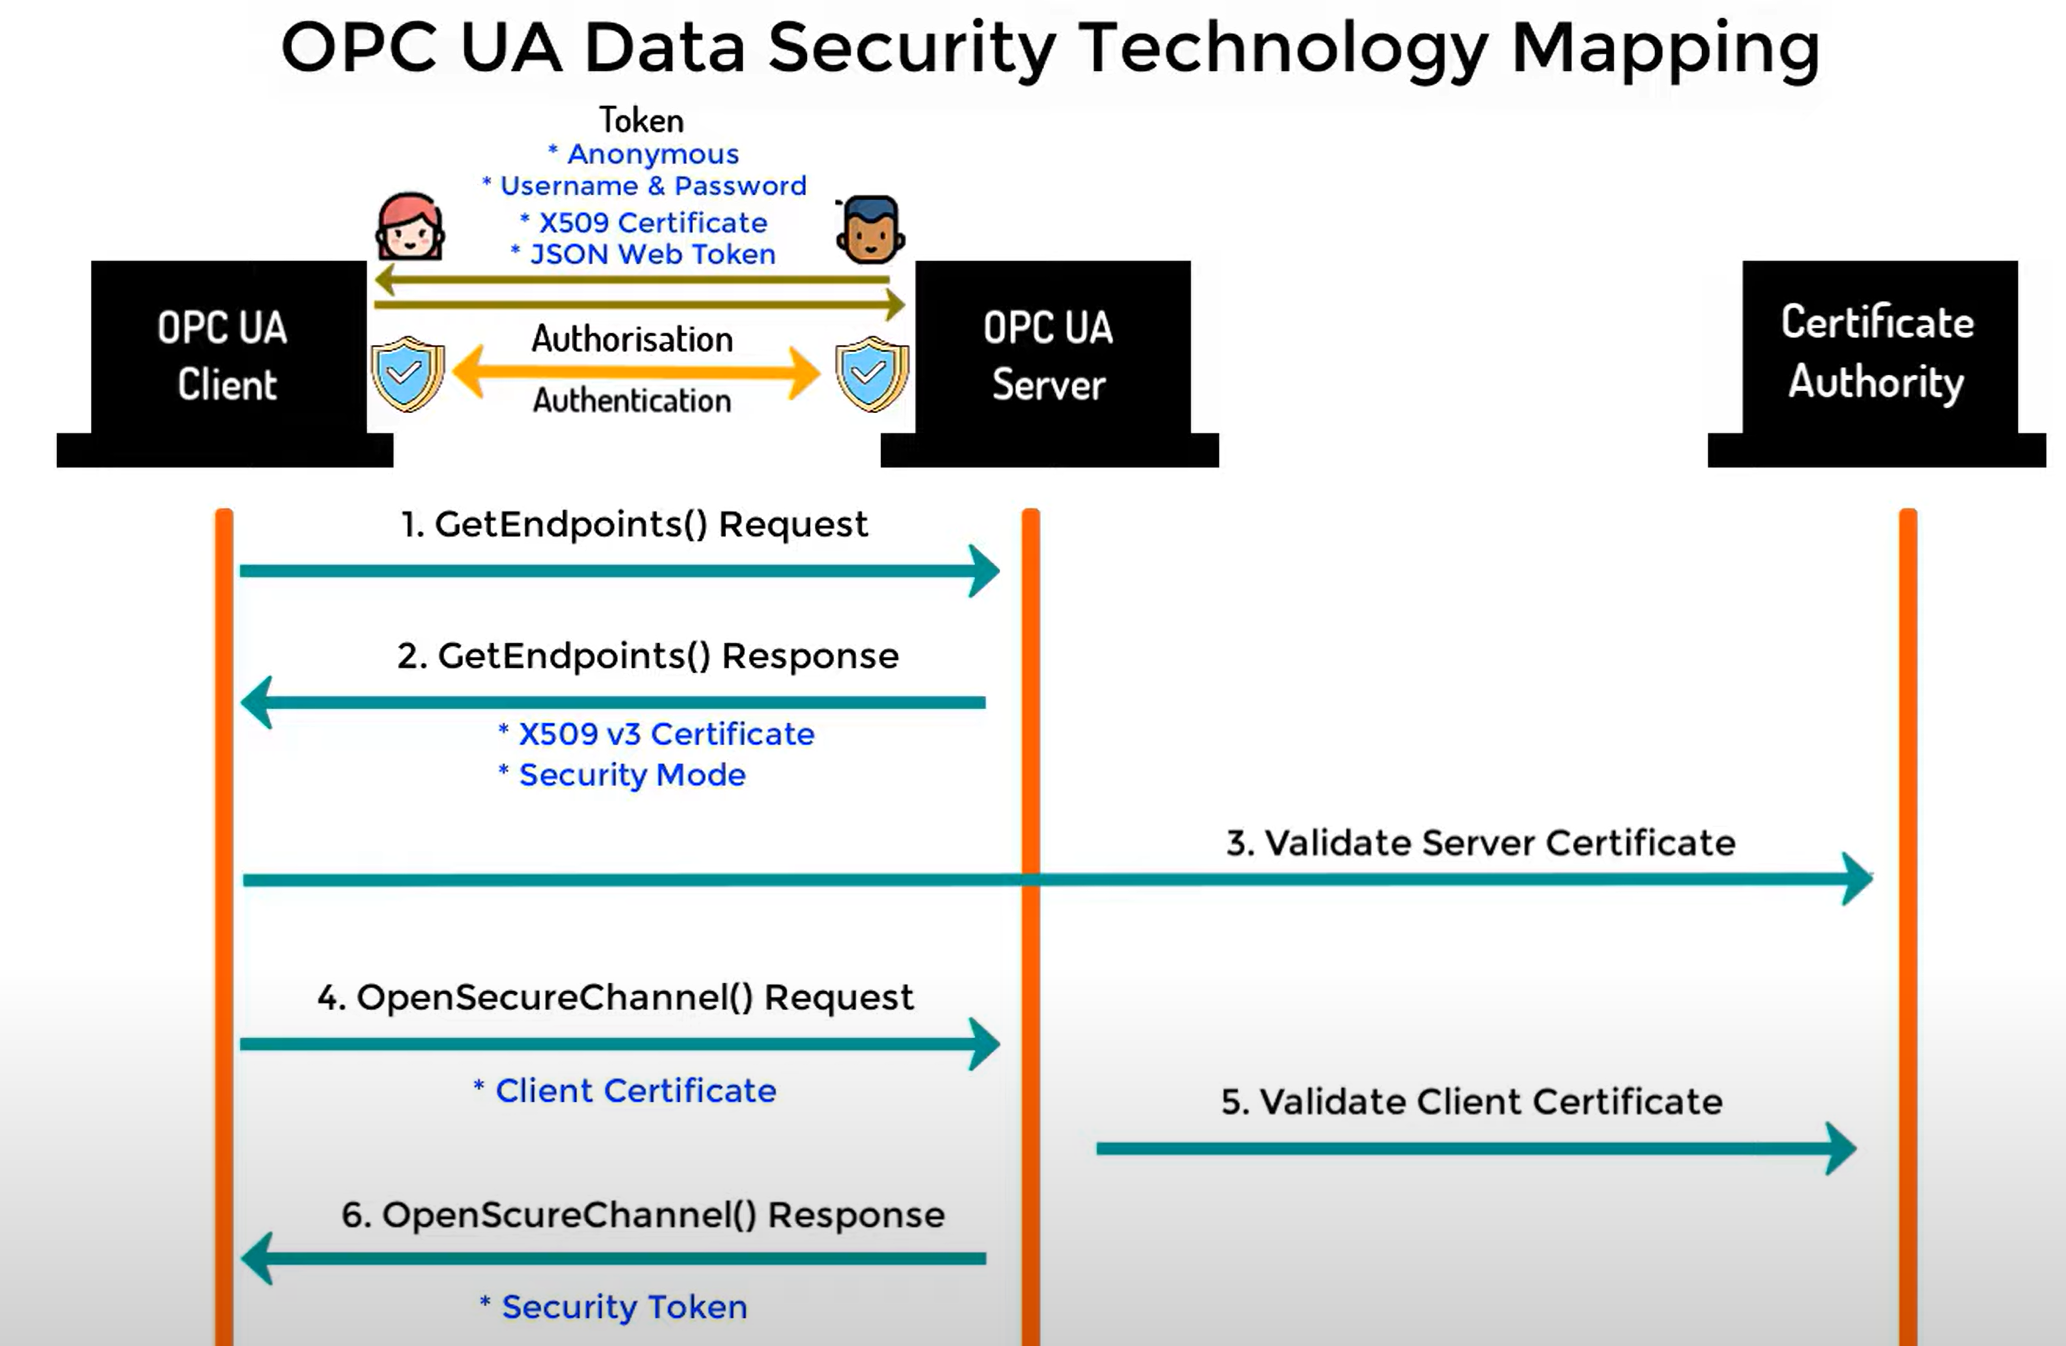 OPC UA Data Security Technology Mapping
Token
* Anonymous
* Username & Password
* X509 Certificate
* JSON Web Token
OPC UA
Client
Authorisation
Authentication
OPC UA
Server
Certificate
Authority
1. GetEndpoints() Request
2. GetEndpoints() Response
* X509 v3 Certificate
* Security Mode
3. Validate Server Certificate
4. OpenSecureChannel() Request
* Client Certificate
5. Validate Client Certificate
6. OpenScureChannel() Response
* Security Token